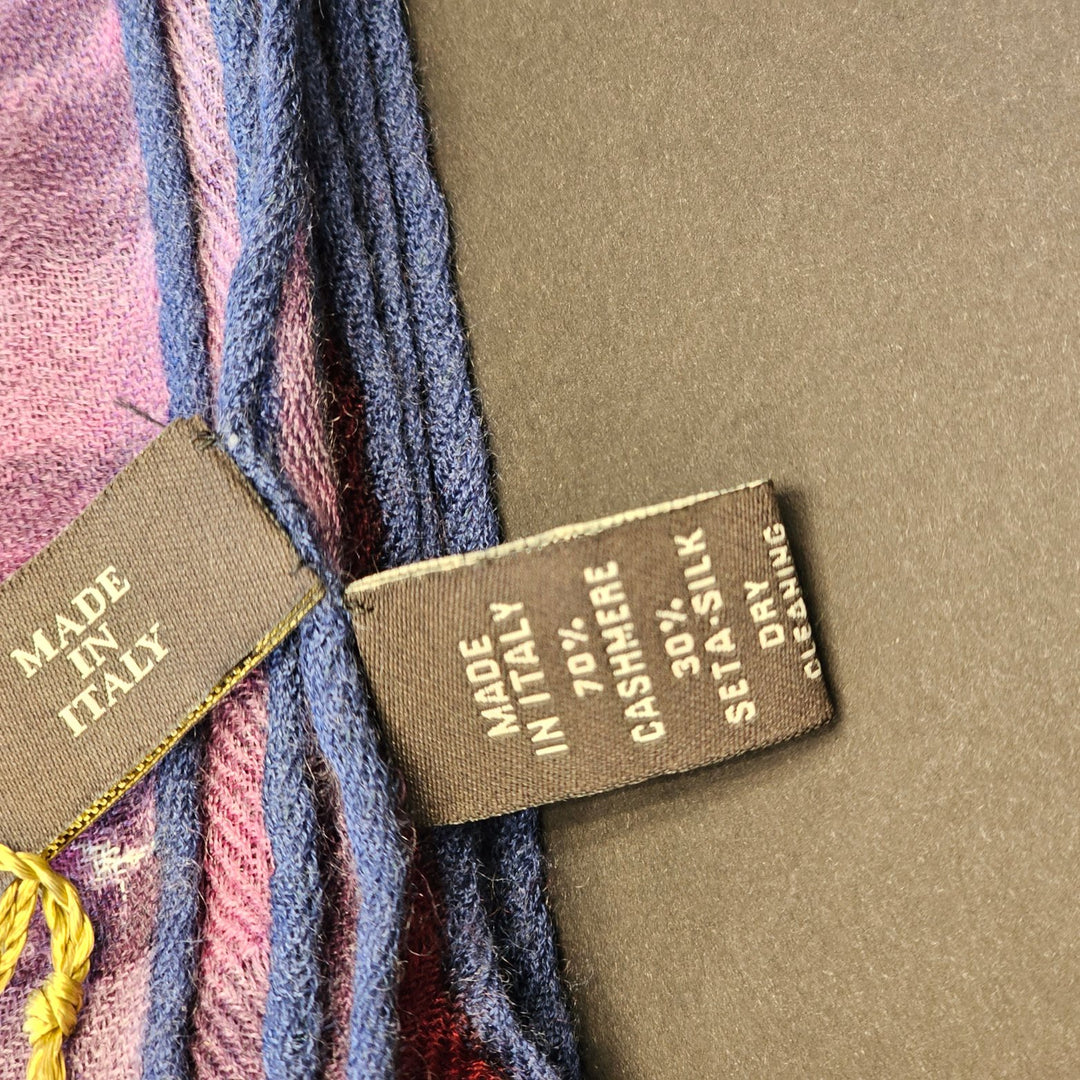 MADE
IN
ITALY
MADE
IN ITALY
70%
CASHMERE
30%
SETA·SILK
DRY
CLEANING